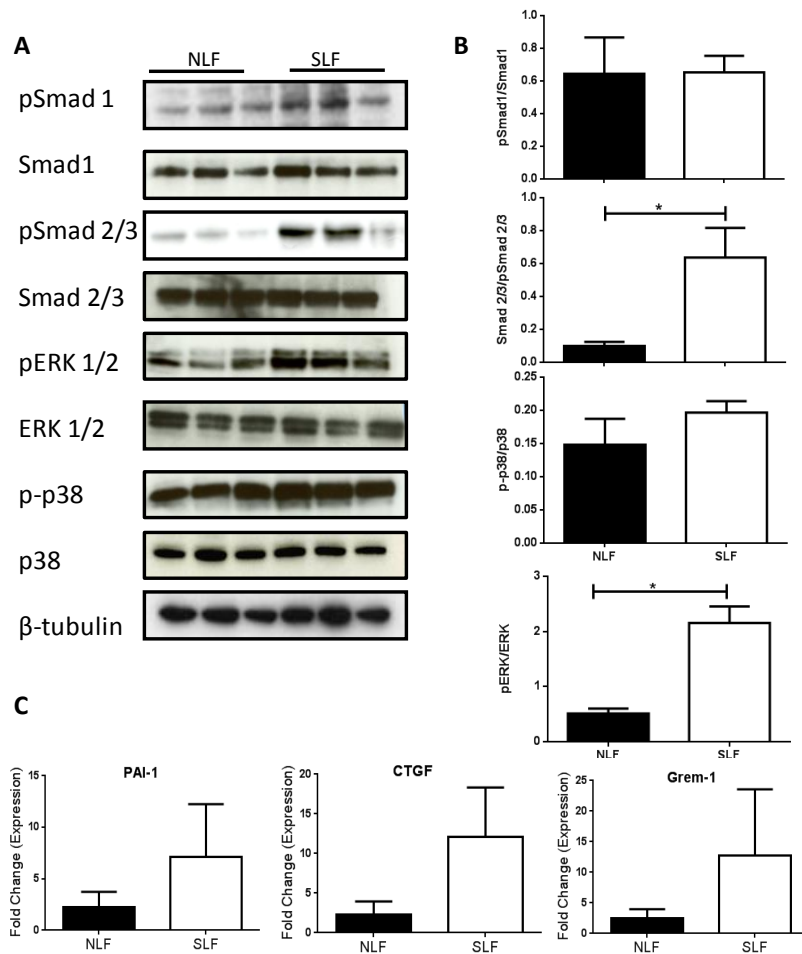 A
NLF SLF
pSmad 1
Smad1
pSmad 2/3
Smad 2/3
pERK 1/2
ERK 1/2
p-p38
p38
β-tubulin
B
pSmad1/Smad1
1.0
0.8
0.6
0.4
0.2
0.0
Smad 2/3/pSmad 2/3
0.8
0.6
0.4
0.2
0.0
*
p-p38/p38
0.25
0.20
0.15
0.10
0.05
0.00
NLF SLF
pERK/ERK
3
2
1
0
*
NLF SLF
C
PAI-1
Fold Change (Expression)
15
10
5
0
NLF SLF
CTGF
Fold Change (Expression)
20
15
10
5
0
NLF SLF
Grem-1
Fold Change (Expression)
25
20
15
10
5
0
NLF SLF